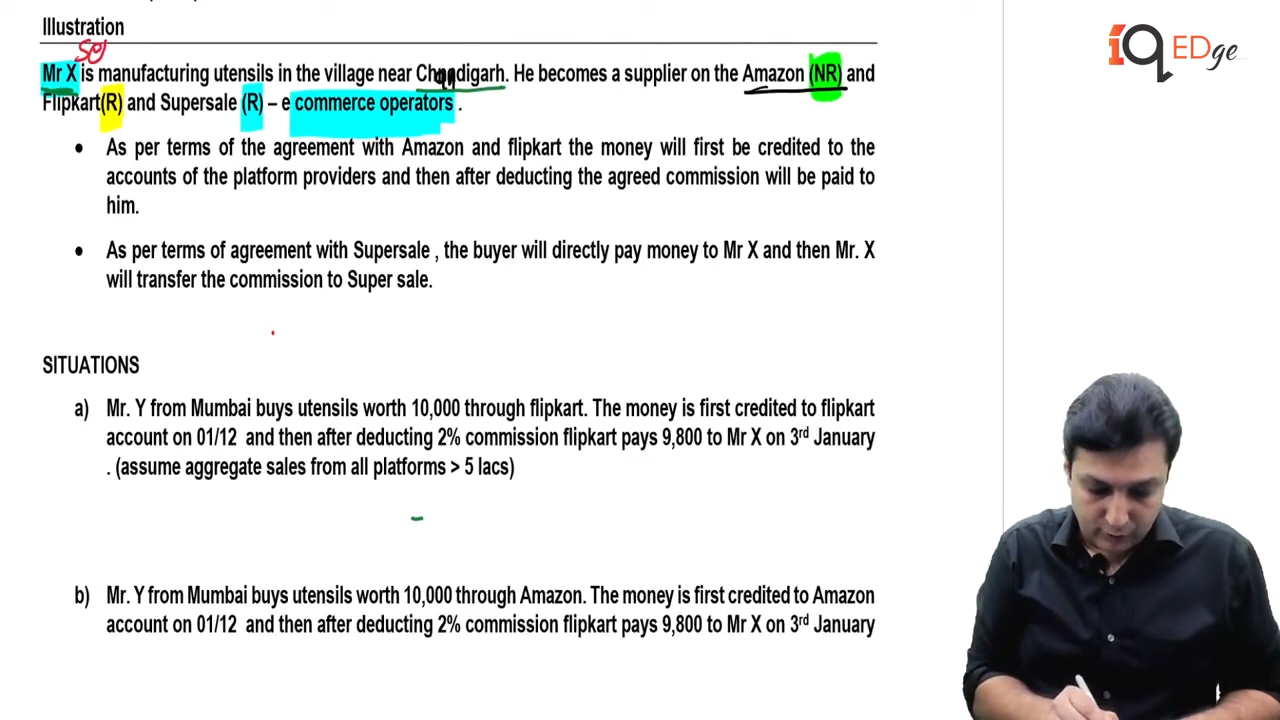 Illustration
iQ EDge...
Soj
Mr X is manufacturing utensils in the village near Chandigarh. He becomes a supplier on the Amazon (NR) and
Flipkart(R) and Supersale (R) – e commerce operators .
• As per terms of the agreement with Amazon and flipkart the money will first be credited to the
accounts of the platform providers and then after deducting the agreed commission will be paid to
him.
• As per terms of agreement with Supersale , the buyer will directly pay money to Mr X and then Mr. X
will transfer the commission to Super sale.
SITUATIONS
a) Mr. Y from Mumbai buys utensils worth 10,000 through flipkart. The money is first credited to flipkart
account on 01/12 and then after deducting 2% commission flipkart pays 9,800 to Mr X on 3rd January
. (assume aggregate sales from all platforms > 5 lacs)
b) Mr. Y from Mumbai buys utensils worth 10,000 through Amazon. The money is first credited to Amazon
account on 01/12 and then after deducting 2% commission flipkart pays 9,800 to Mr X on 3rd January